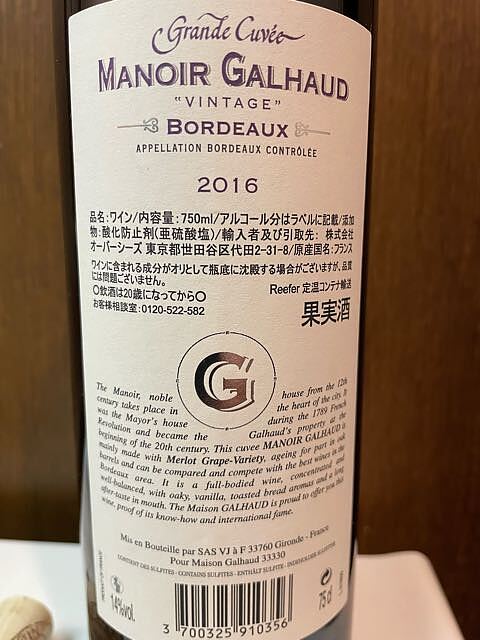 Grande Cuvée
MANOIR GALHAUD
"VINTAGE"
BORDEAUX
APPELLATION BORDEAUX CONTRÔLÉE
2016
品名:ワイン/内容量:750ml/アルコール分はラベルに記載/添加
物:酸化防止剤(亜硫酸塩)/輸入者及び引取先: 株式会社
オーバーシーズ 東京都世田谷区代田2-31-8/原産国名:フランス
ワインに含まれる成分がオリとして瓶底に沈殿する場合がございますが、品質
には問題ございません。
〇飲酒は20歳になってから〇
Reefer 定温コンテナ輸送
お客様相談室:0120-522-582
果実酒
G
The Manoir, noble house from the 12th
century takes place in the heart of the city. It
was the Mayor's house during the 1789 French
Revolution and became the Galhaud's property at the
beginning of the 20th century. This cuvee MANOIR GALHAUD is
mainly made with Merlot Grape-Variety, ageing for part in oak
barrels and can be compared and compete with the best wines in the
Bordeaux area. It is a full-bodied wine, concentrated and
well-balanced, with oaky, vanilla, toasted bread aromas and a long
after-taste in mouth. The Maison GALHAUD is proud to offer you this
wine, proof of its know-how and international fame.
Mis en Bouteille par SAS VJ à F 33760 Gironde - France
Pour Maison Galhaud 33330
CONTIENT DES SULFITES - CONTAINS SULFITES - ENTHÄLT SULFITE - INDEHOLDER SULFITTER
PRODUCT OF FRANCE
14%vol.
3 700325 910356
75 cl